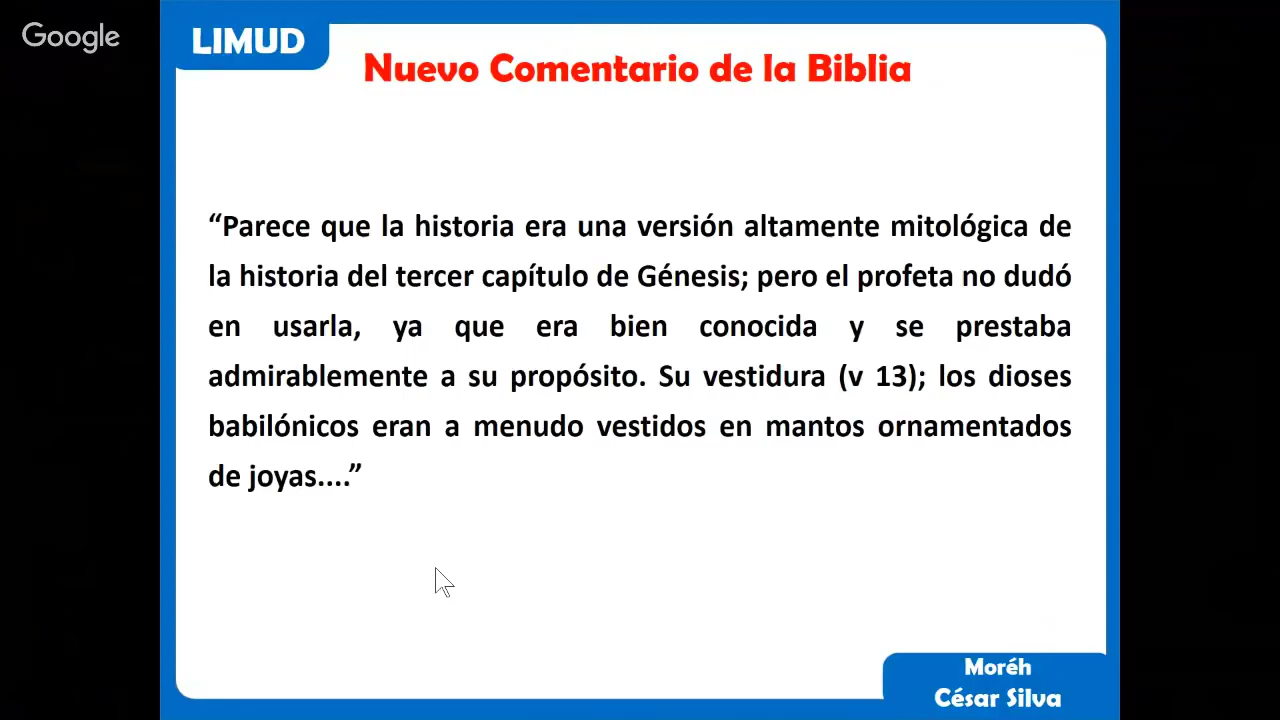 Google
LIMUD
Nuevo Comentario de la Biblia
“Parece que la historia era una versión altamente mitológica de
la historia del tercer capítulo de Génesis; pero el profeta no dudó
en usarla, ya que era bien conocida y se prestaba
admirablemente a su propósito. Su vestidura (v 13); los dioses
babilónicos eran a menudo vestidos en mantos ornamentados
de joyas....”
Moréh
César Silva